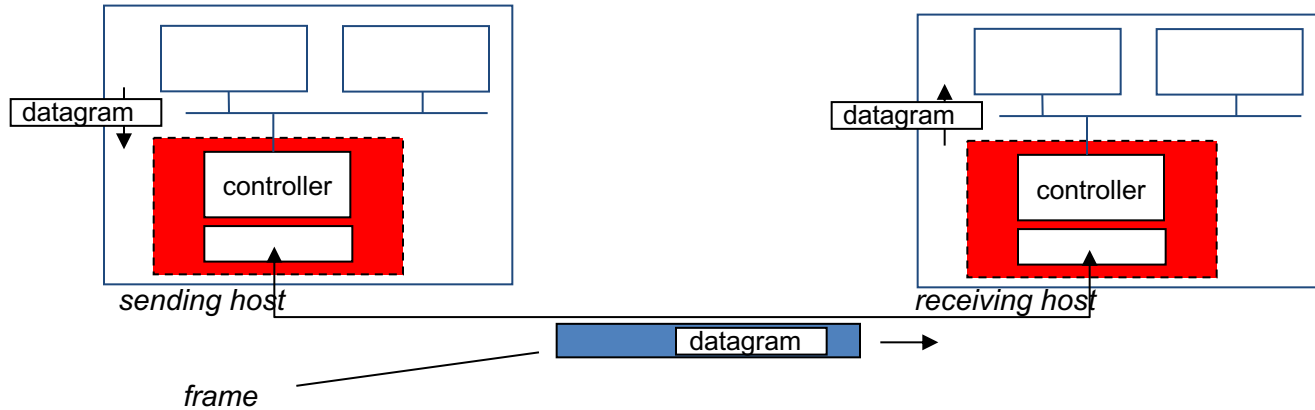 datagram
datagram
controller
controller
sending host
receiving host
datagram
frame